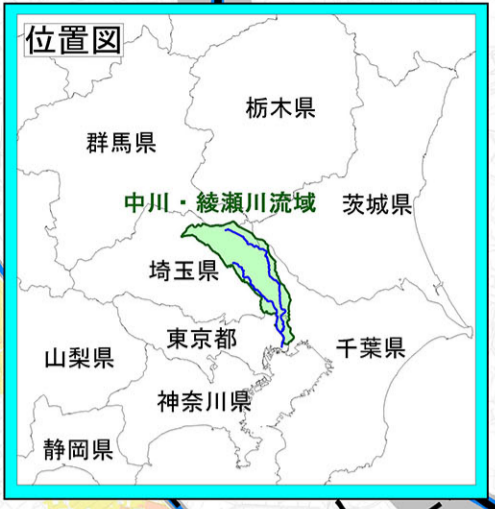 位置図
栃木県
群馬県
中川・綾瀬川流域
茨城県
埼玉県
東京都
千葉県
山梨県
神奈川県
静岡県